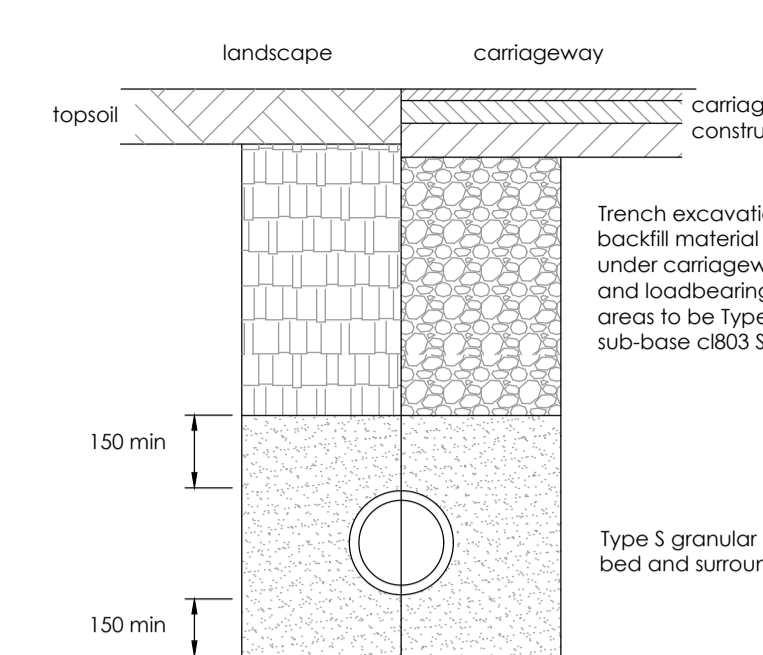 landscape
carriageway
topsoil
carriag
constru
Trench excavati
backfill material
under carriagew
and loadbearing
areas to be Type
sub-base cl803 S
150 min
Type S granular
bed and surroun
150 min